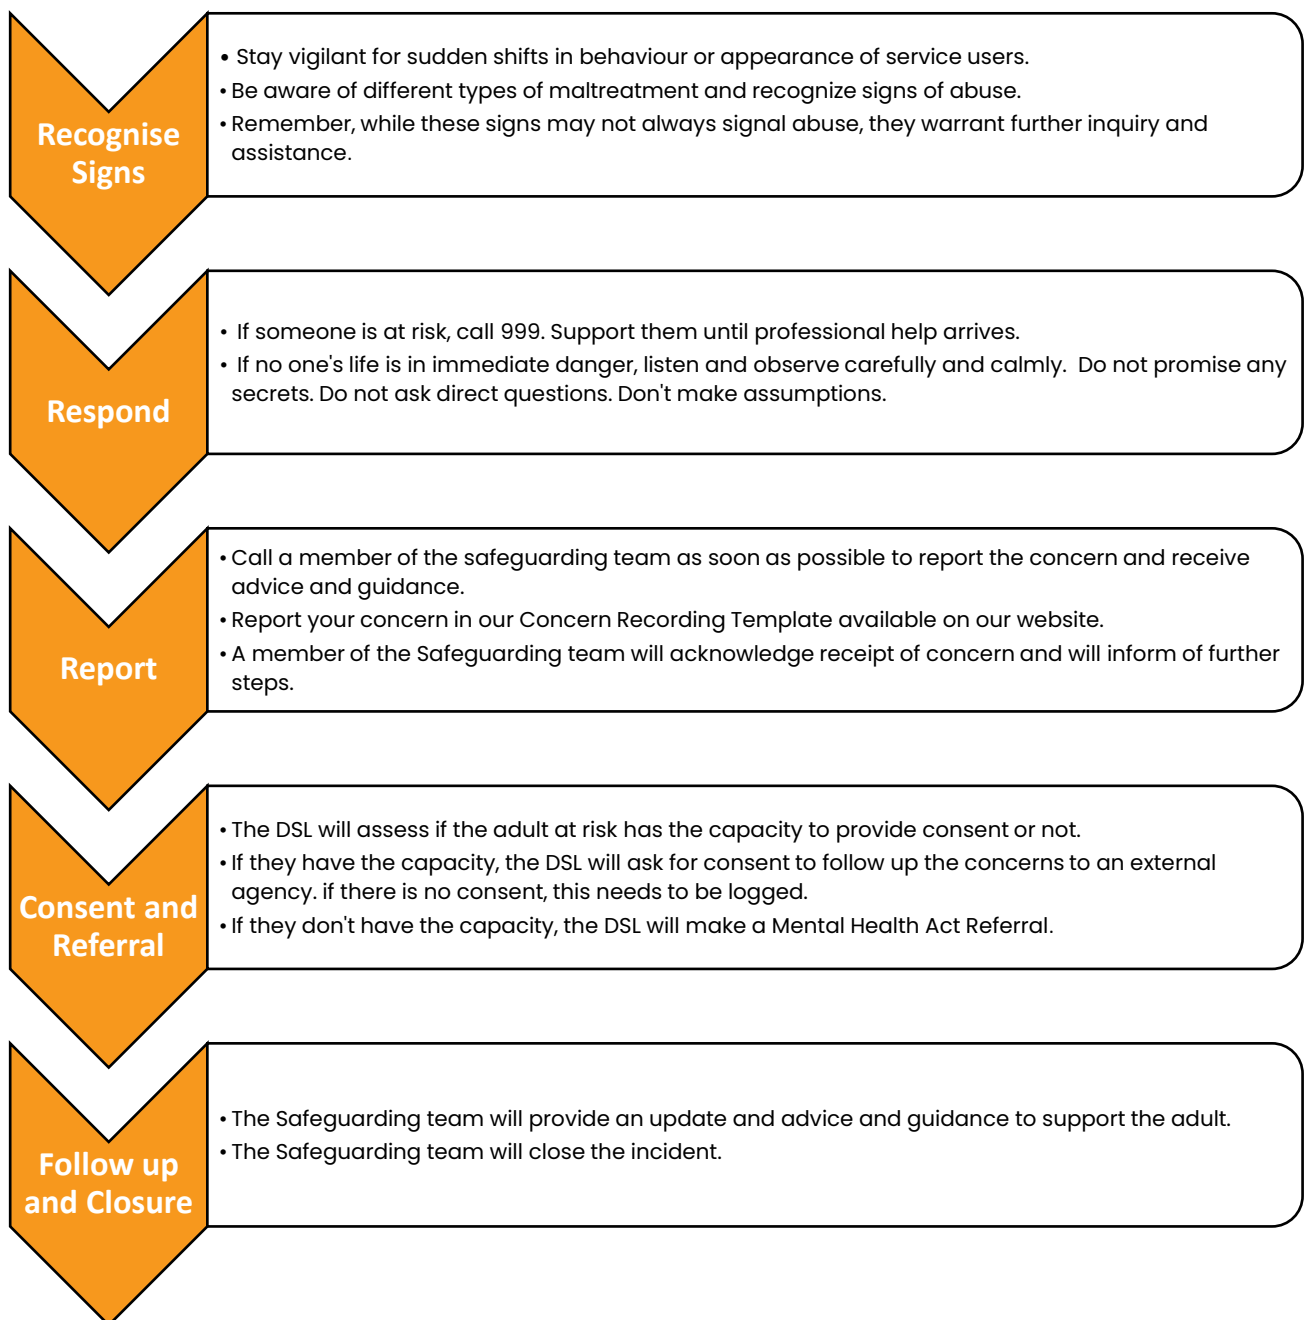 Recognise
Signs
• Stay vigilant for sudden shifts in behaviour or appearance of service users.
• Be aware of different types of maltreatment and recognize signs of abuse.
• Remember, while these signs may not always signal abuse, they warrant further inquiry and
assistance.
Respond
• If someone is at risk, call 999. Support them until professional help arrives.
• If no one's life is in immediate danger, listen and observe carefully and calmly.  Do not promise any
secrets. Do not ask direct questions. Don't make assumptions.
Report
• Call a member of the safeguarding team as soon as possible to report the concern and receive
advice and guidance.
• Report your concern in our Concern Recording Template available on our website.
• A member of the Safeguarding team will acknowledge receipt of concern and will inform of further
steps.
Consent and
Referral
• The DSL will assess if the adult at risk has the capacity to provide consent or not.
• If they have the capacity, the DSL will ask for consent to follow up the concerns to an external
agency. if there is no consent, this needs to be logged.
• If they don't have the capacity, the DSL will make a Mental Health Act Referral.
Follow up
and Closure
• The Safeguarding team will provide an update and advice and guidance to support the adult.
• The Safeguarding team will close the incident.